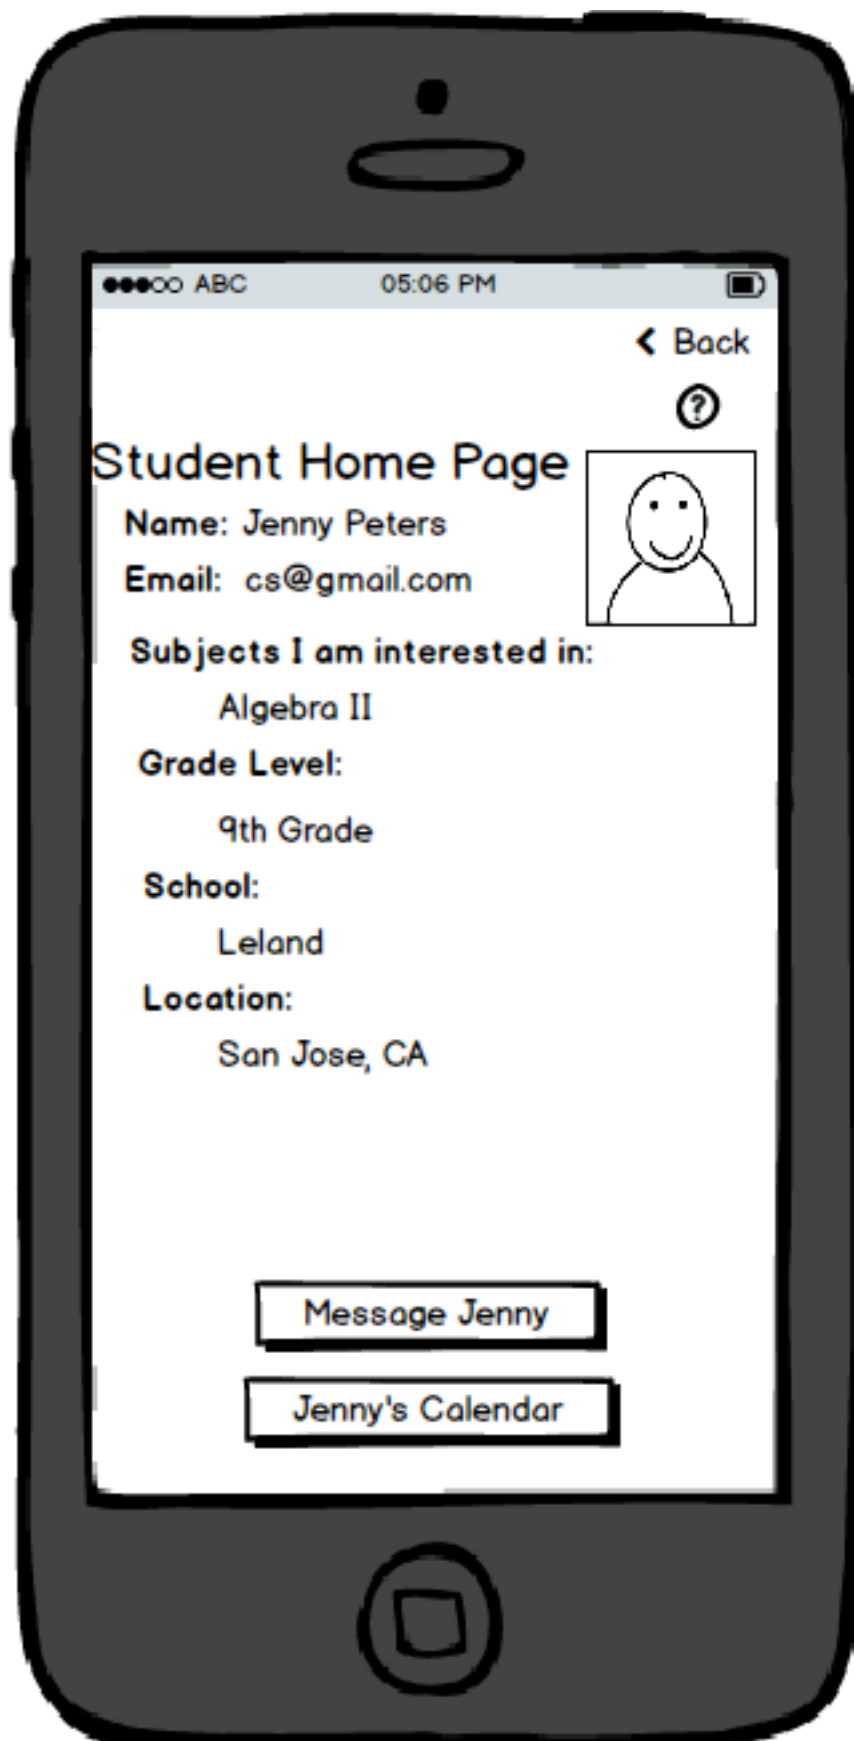 ABC 05:06 PM
Back
?
Student Home Page
Name: Jenny Peters
Email: cs@gmail.com
Subjects I am interested in:
Algebra II
Grade Level:
9th Grade
School:
Leland
Location:
San Jose, CA
Message Jenny
Jenny's Calendar